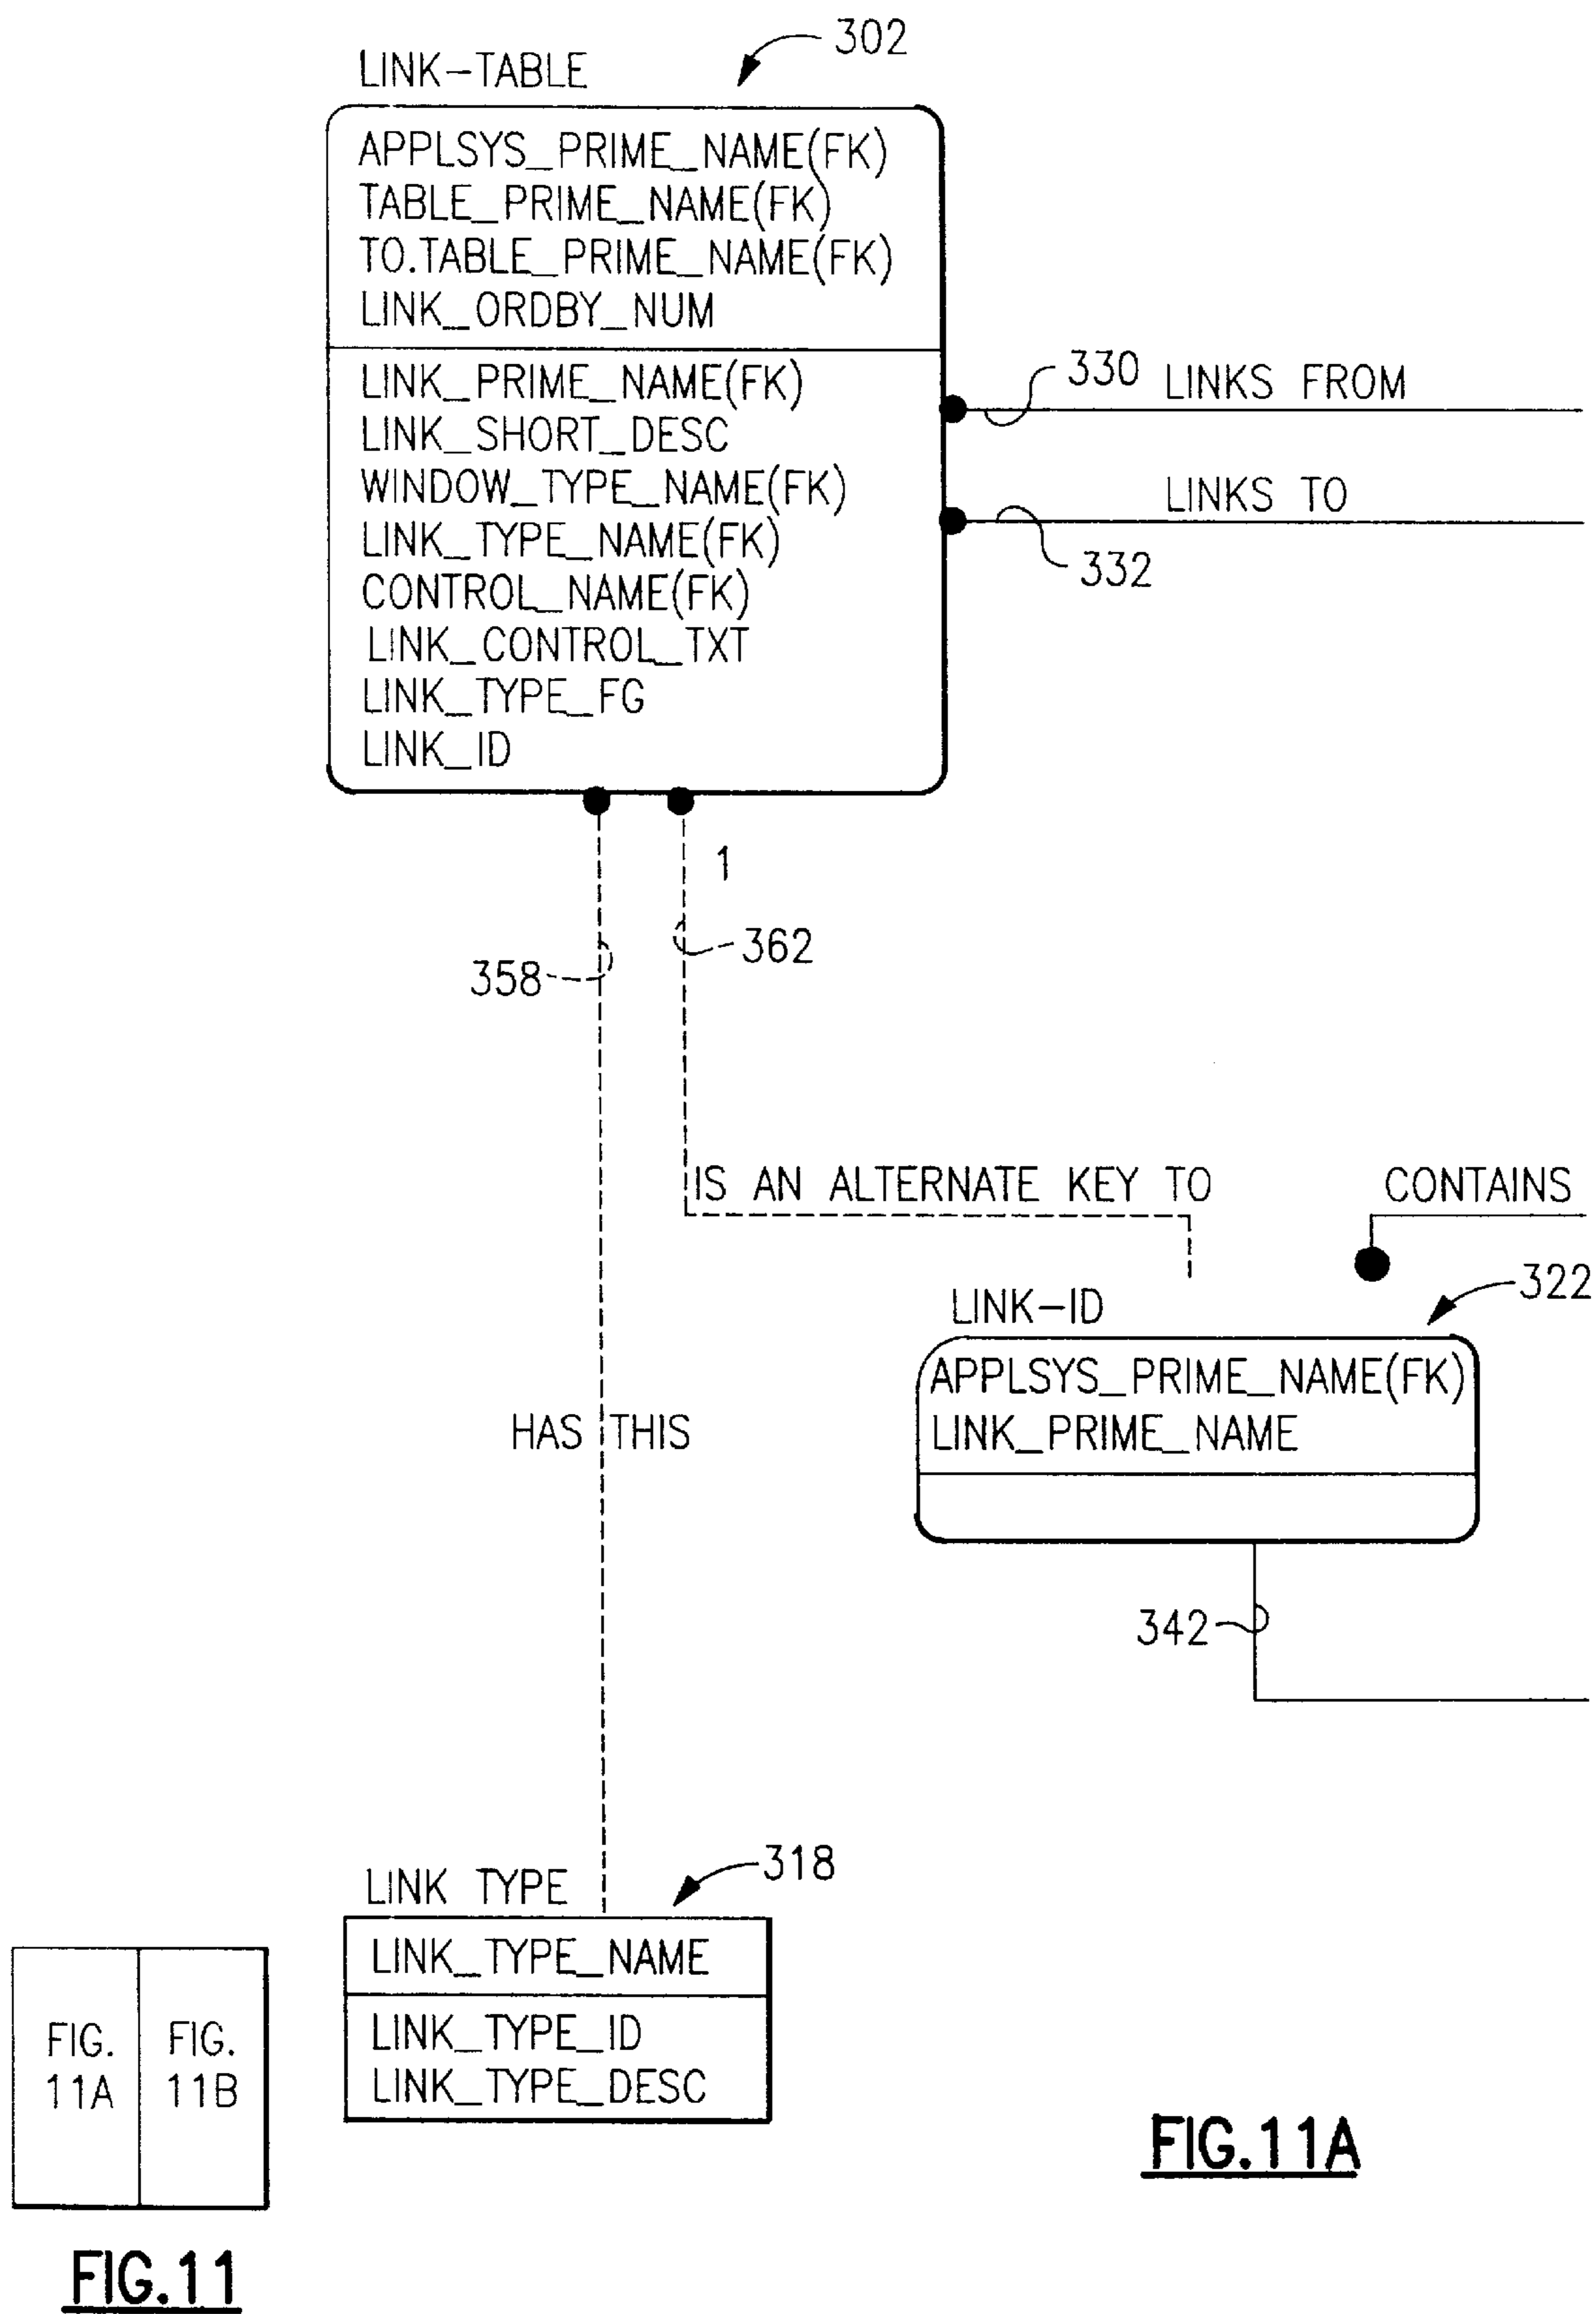 302
LINK-TABLE
APPLSYS_PRIME_NAME(FK)
TABLE_PRIME_NAME(FK)
TO.TABLE_PRIME_NAME(FK)
LINK_ORDBY_NUM
LINK_PRIME_NAME(FK)
LINK_SHORT_DESC
WINDOW_TYPE_NAME(FK)
LINK_TYPE_NAME(FK)
CONTROL_NAME(FK)
LINK_CONTROL_TXT
LINK_TYPE_FG
LINK_ID
330 LINKS FROM
LINKS TO
332
1
358
362
IS AN ALTERNATE KEY TO
CONTAINS
322
LINK-ID
APPLSYS_PRIME_NAME(FK)
LINK_PRIME_NAME
HAS THIS
342
318
LINK TYPE
LINK_TYPE_NAME
LINK_TYPE_ID
LINK_TYPE_DESC
FIG.
11A
FIG.
11B
FIG.11A
FIG.11